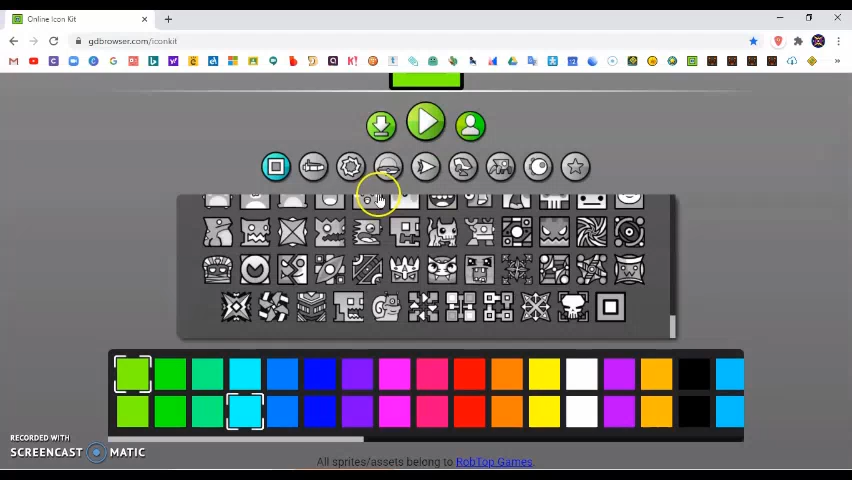 Online Icon Kit
gdbrowser.com/iconkit
RECORDED WITH
SCREENCAST MATIC
All sprites/assets belong to RobTop Games.